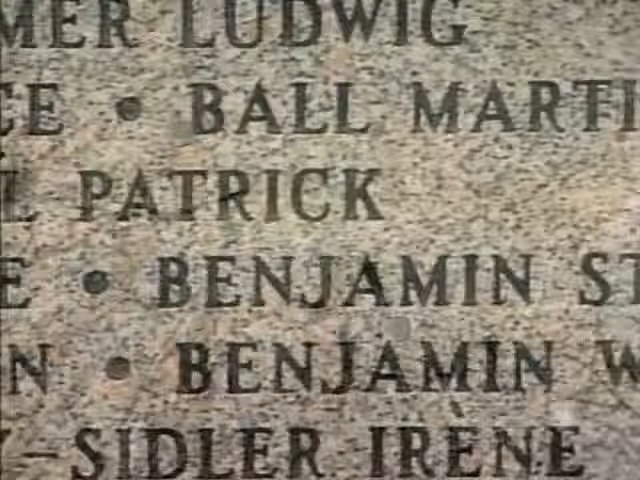 MER LUDWIG
CE • BALL MARTI
L PATRICK
E • BENJAMIN ST
N • BENJAMIN W
-SIDLER IRÈNE